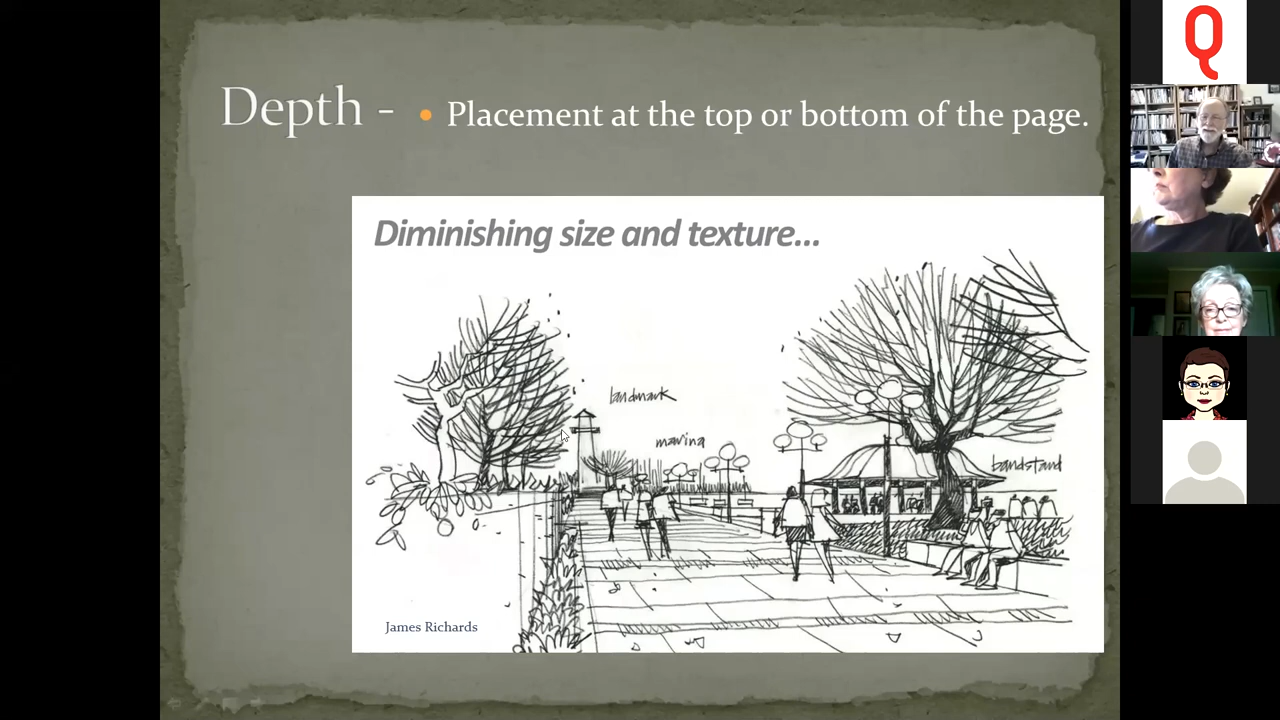 Depth - • Placement at the top or bottom of the page.
Diminishing size and texture...
landmark
marina
bandstand
James Richards
Q